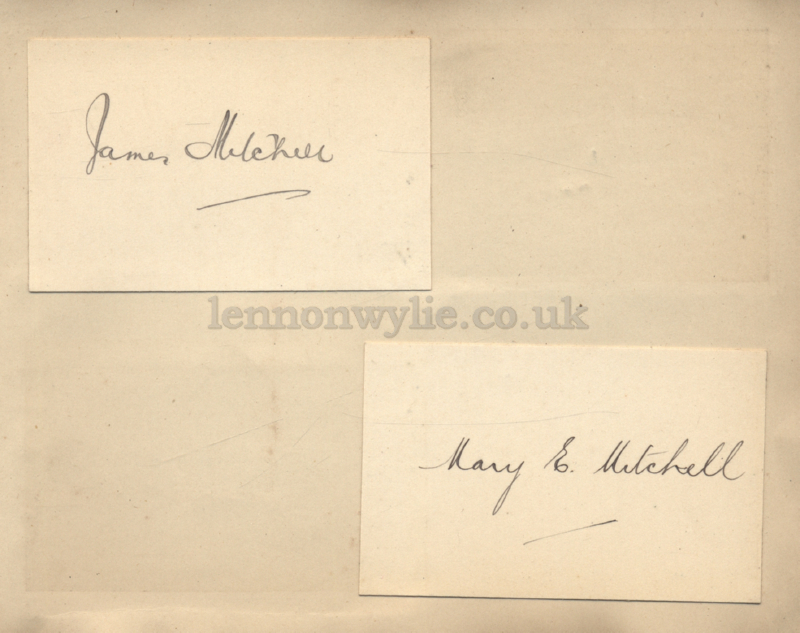 James Mitchell
lennonwylie.co.uk
Mary E. Mitchell